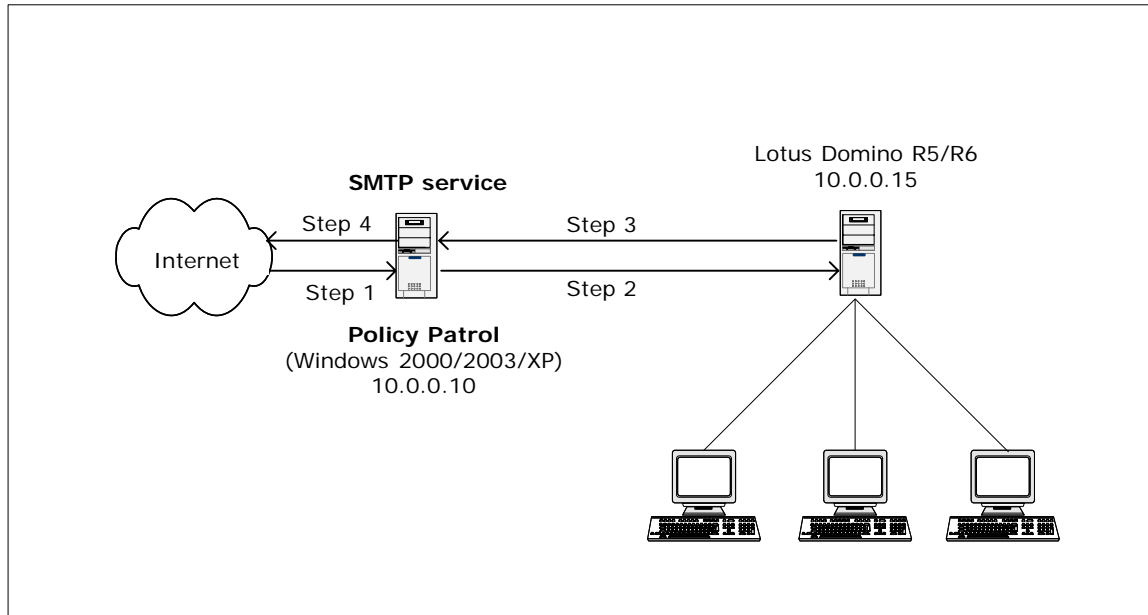 Lotus Domino R5/R6
10.0.0.15
SMTP service
Step 4
Step 3
Internet
Step 1
Step 2
Policy Patrol
(Windows 2000/2003/XP)
10.0.0.10